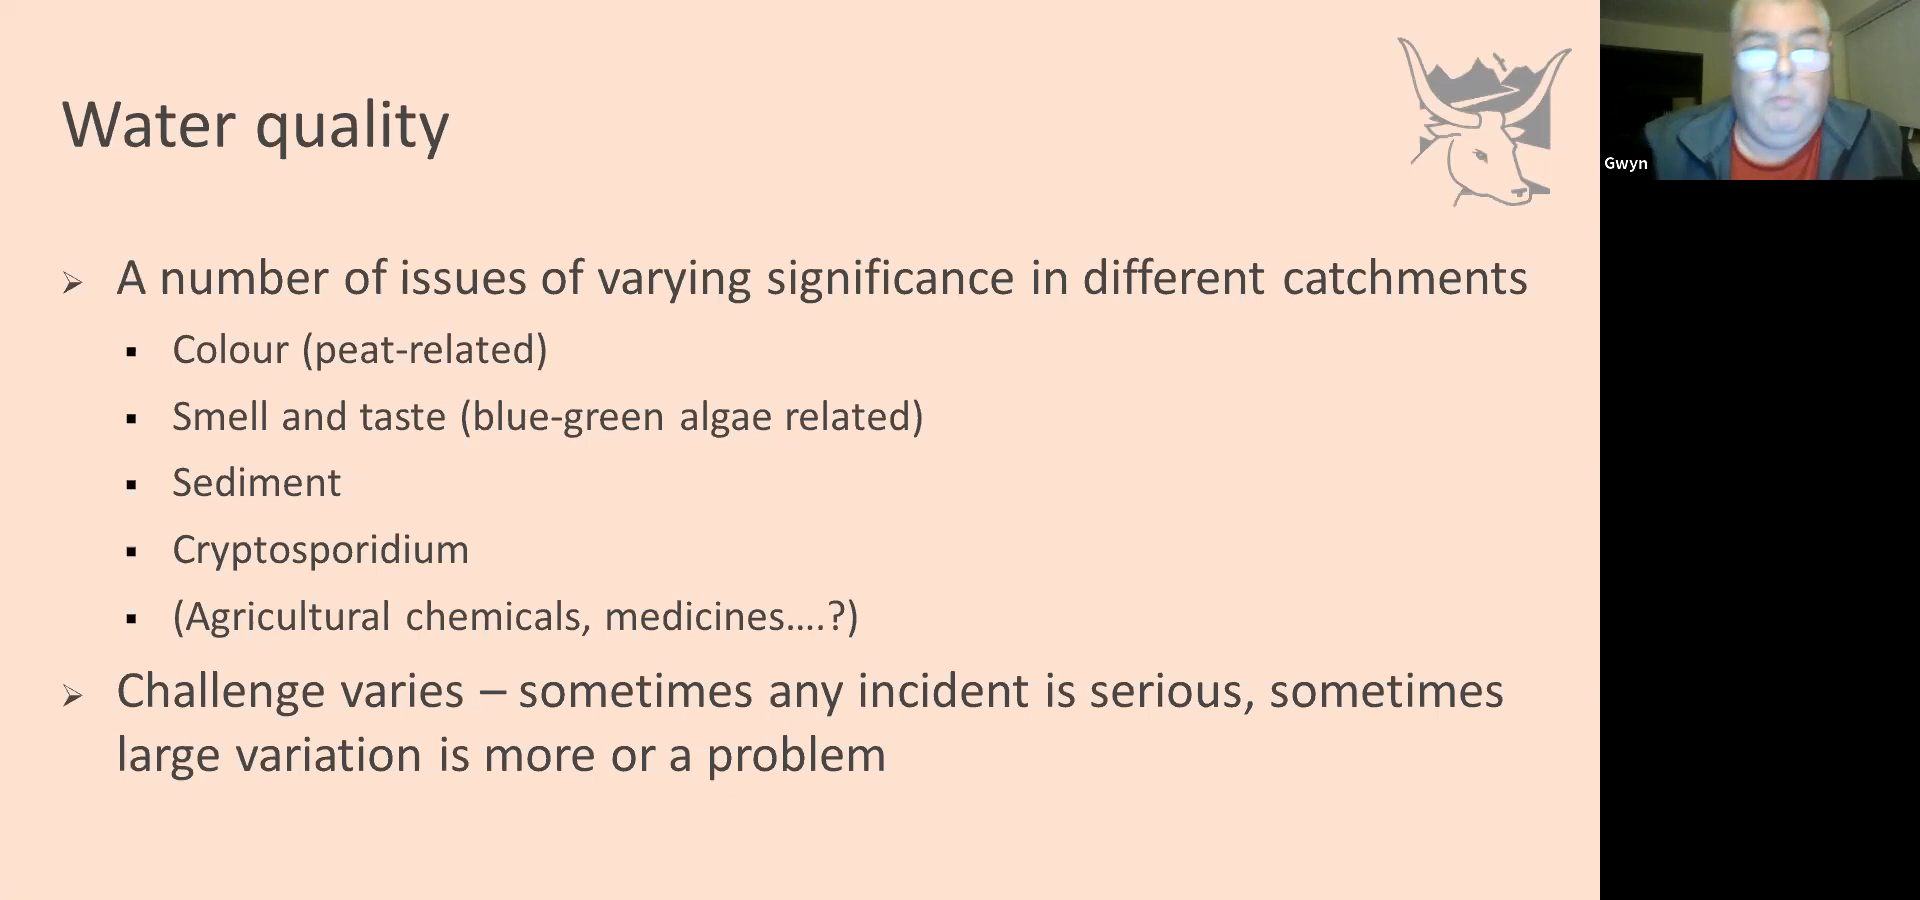 Water quality
Gwyn
A number of issues of varying significance in different catchments
Colour (peat-related)
Smell and taste (blue-green algae related)
Sediment
Cryptosporidium
(Agricultural chemicals, medicines....?)
Challenge varies – sometimes any incident is serious, sometimes
large variation is more or a problem